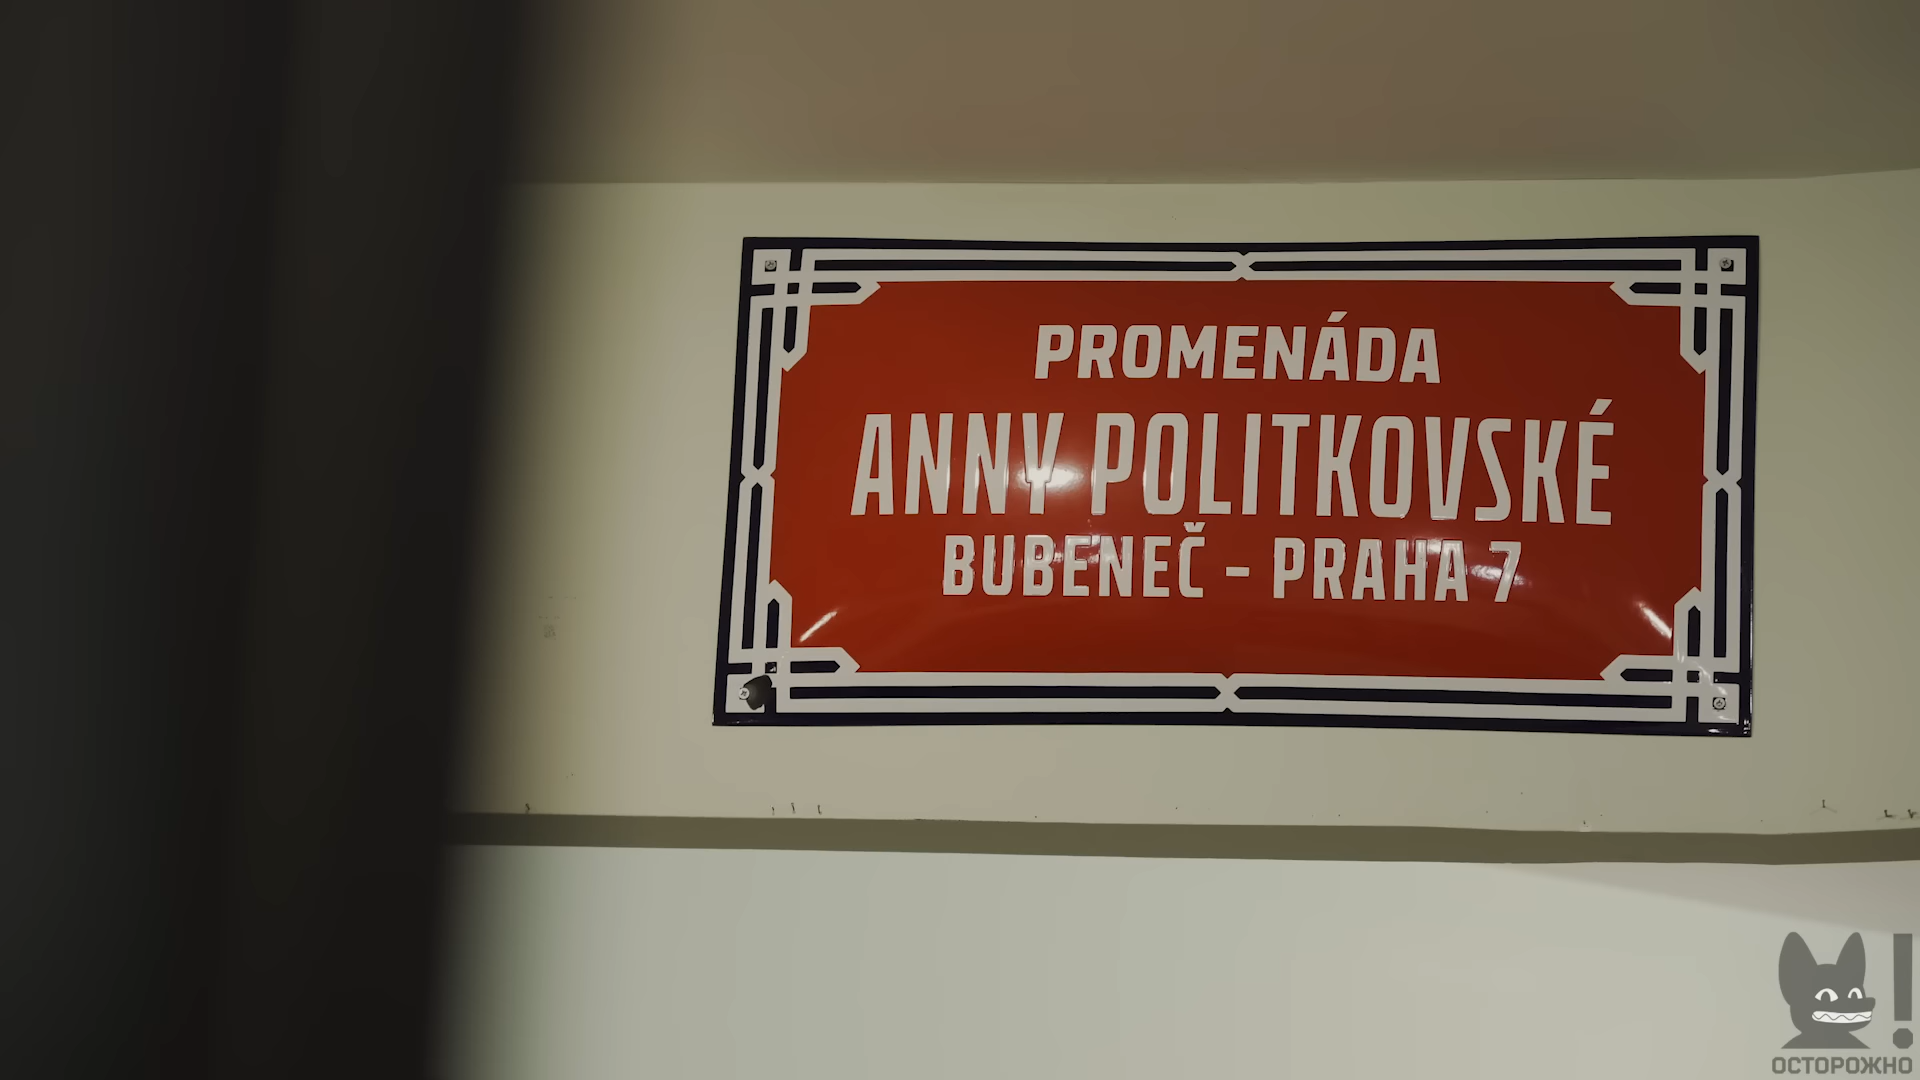 PROMENÁDA
ANNY POLITKOVSKÉ
BUBENEČ - PRAHA 7
!
ОСТОРОЖНО